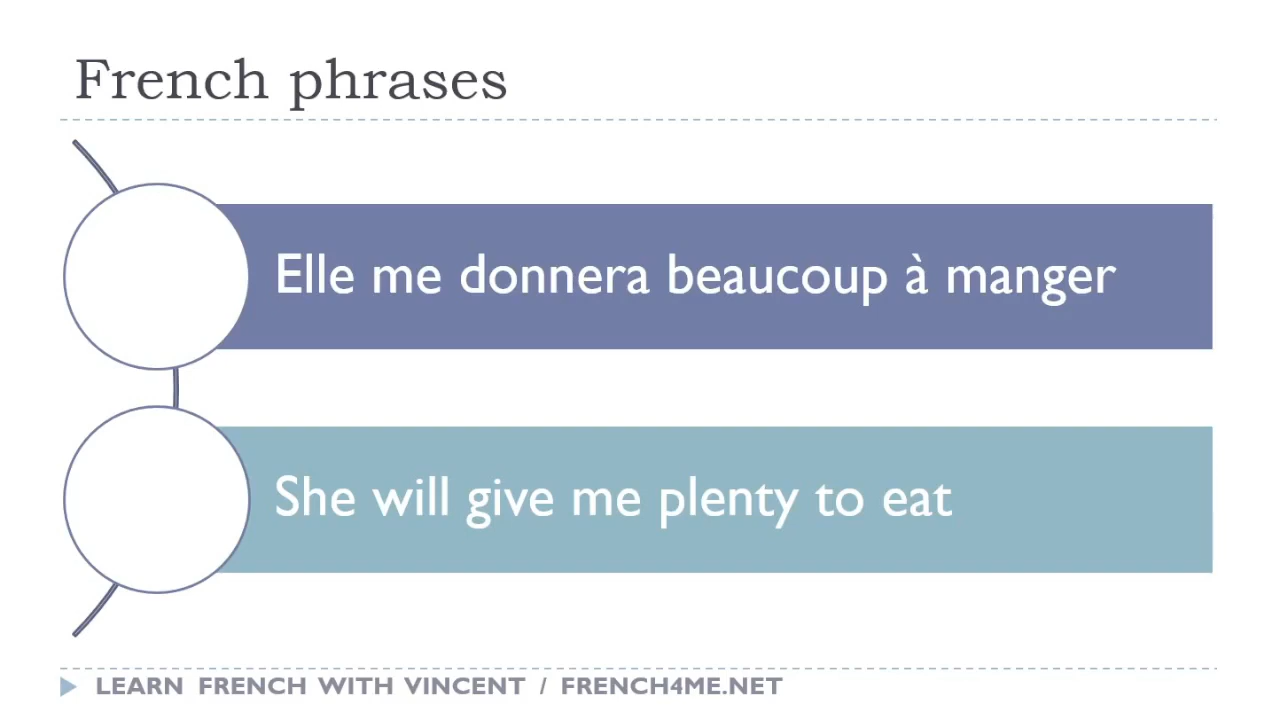 French phrases
Elle me donnera beaucoup à manger
She will give me plenty to eat
LEARN FRENCH WITH VINCENT / FRENCH4ME.NET